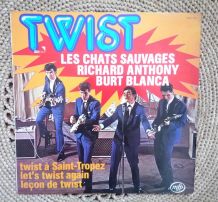 TWIST
LES CHATS SAUVAGES
RICHARD ANTHONY
BURT BLANCA
twist à Saint-Tropez
let's twist again
leçon de twist
mfp